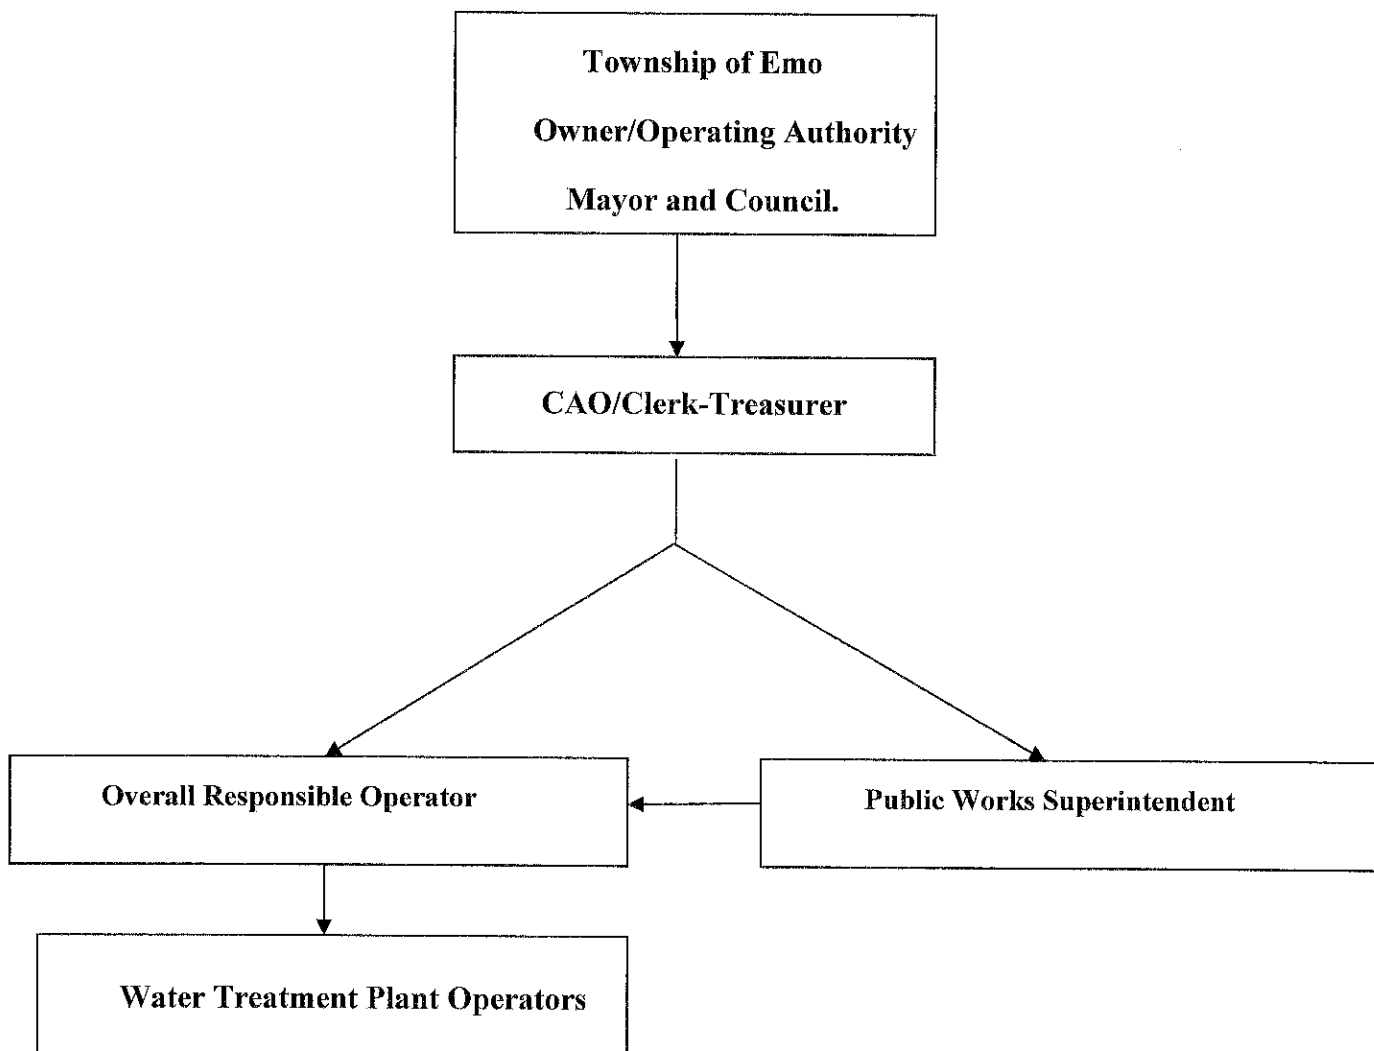 Township of Emo
Owner/Operating Authority
Mayor and Council.
CAO/Clerk-Treasurer
Overall Responsible Operator
Public Works Superintendent
Water Treatment Plant Operators